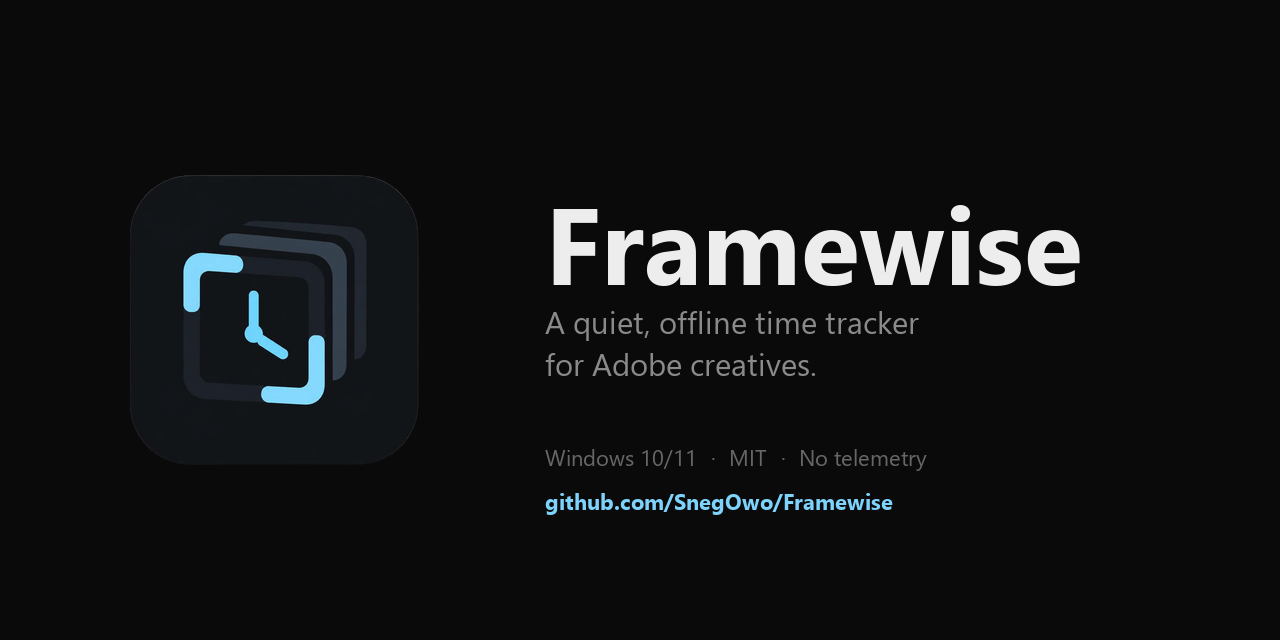 Framewise
A quiet, offline time tracker
for Adobe creatives.
Windows 10/11 · MIT · No telemetry
github.com/SnegOwo/Framewise